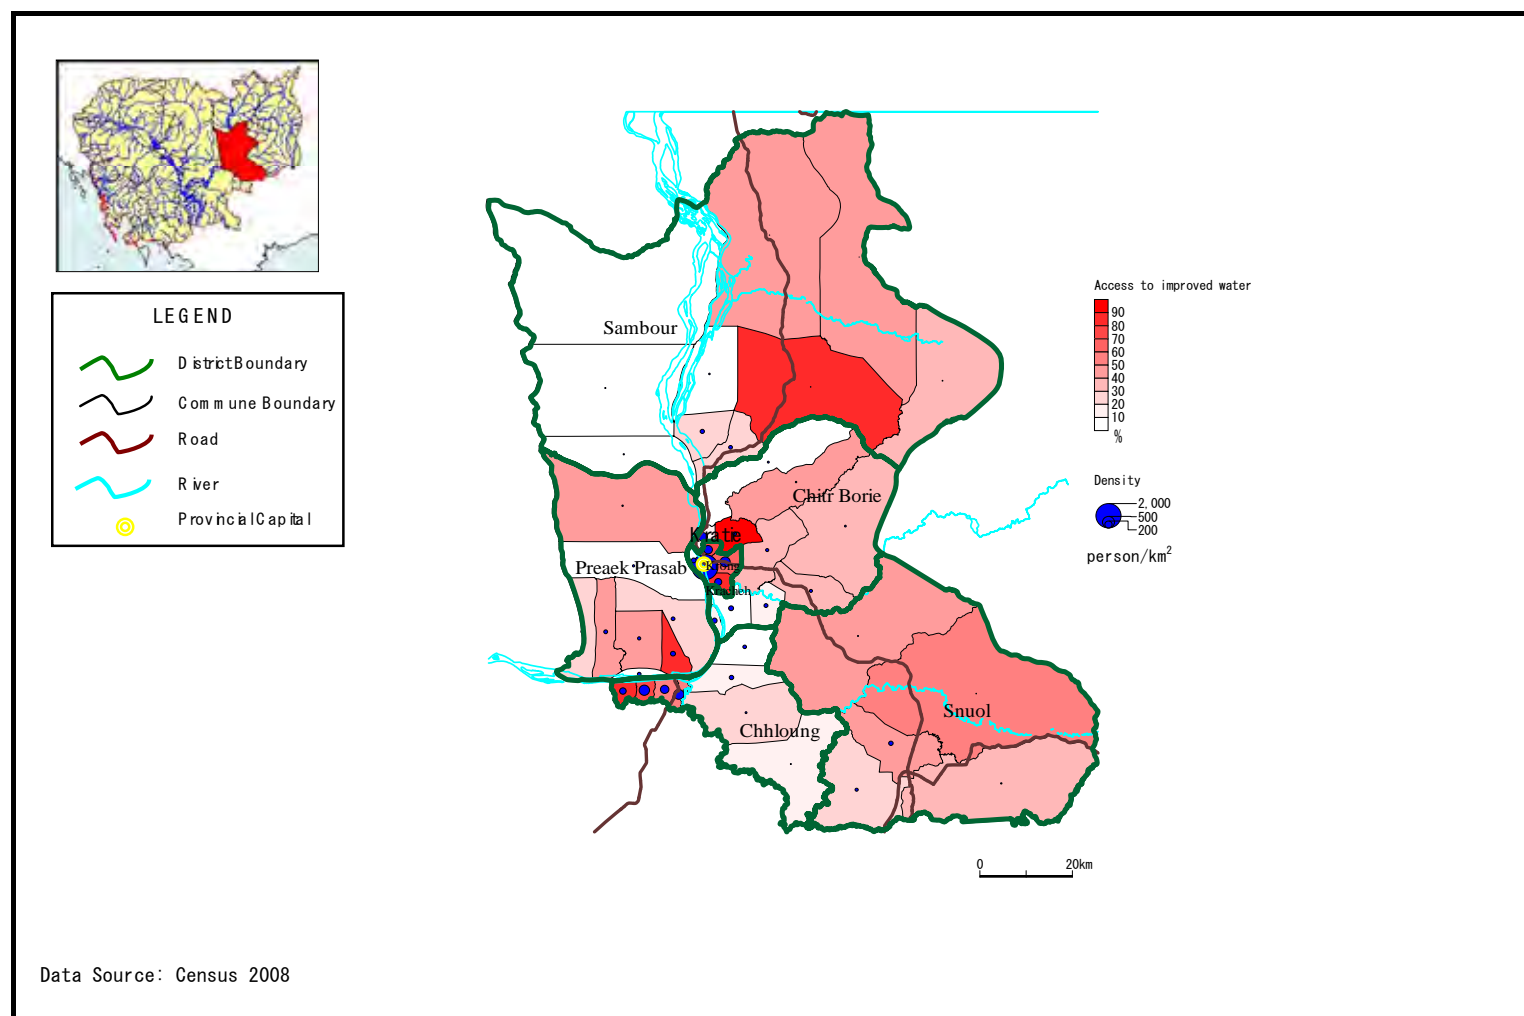 LEGEND
District Boundary
Commune Boundary
Road
River
Provincial Capital
Sambour
Chitr Borie
Kratie
Krong
Kracheh
Preaek Prasab
Snuol
Chhloung
Access to improved water
90
80
70
60
50
40
30
20
10
%
Density
2,000
500
200
person/km²
0 20km
Data Source: Census 2008